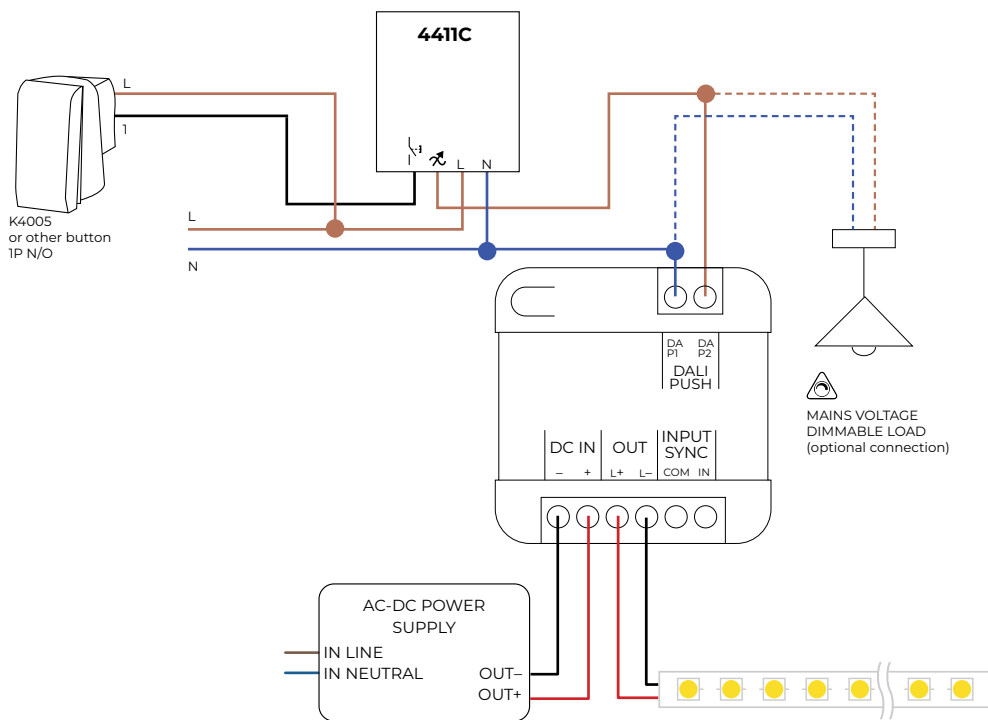 4411C
L
1
K4005
or other button
1P N/O
L N
L
N
DA DA
P1 P2
DALI
PUSH
MAINS VOLTAGE
DIMMABLE LOAD
(optional connection)
DC IN OUT INPUT
SYNC
– + L+ L– COM IN
AC-DC POWER
SUPPLY
IN LINE
IN NEUTRAL
OUT–
OUT+